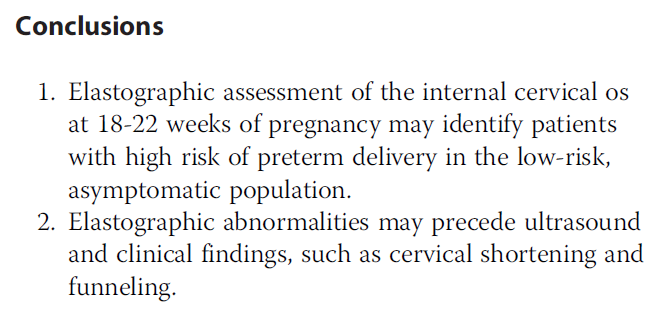 Conclusions
1. Elastographic assessment of the internal cervical os
at 18-22 weeks of pregnancy may identify patients
with high risk of preterm delivery in the low-risk,
asymptomatic population.
2. Elastographic abnormalities may precede ultrasound
and clinical findings, such as cervical shortening and
funneling.